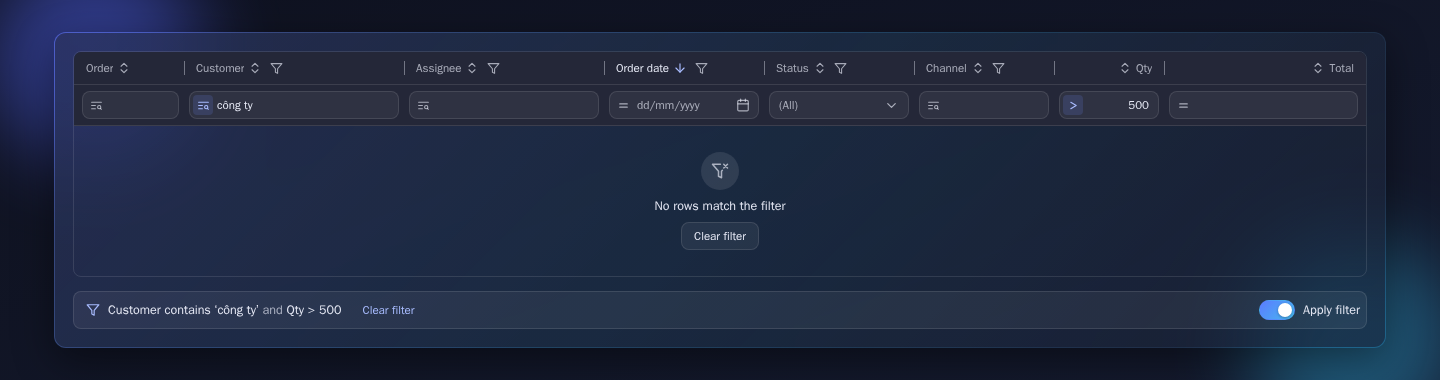 Order Customer Assignee Order date Status Channel Qty Total
công ty = dd/mm/yyyy (All) > 500 =
No rows match the filter
Clear filter
Customer contains ‘công ty’ and Qty > 500 Clear filter Apply filter